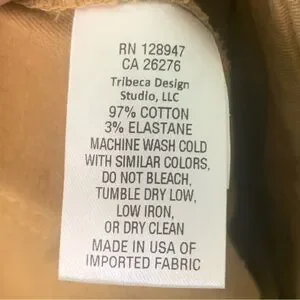 RN 128947
CA 26276
Tribeca Design
Studio, LLC
97% COTTON
3% ELASTANE
MACHINE WASH COLD
WITH SIMILAR COLORS,
DO NOT BLEACH,
TUMBLE DRY LOW,
LOW IRON,
OR DRY CLEAN
MADE IN USA OF
IMPORTED FABRIC